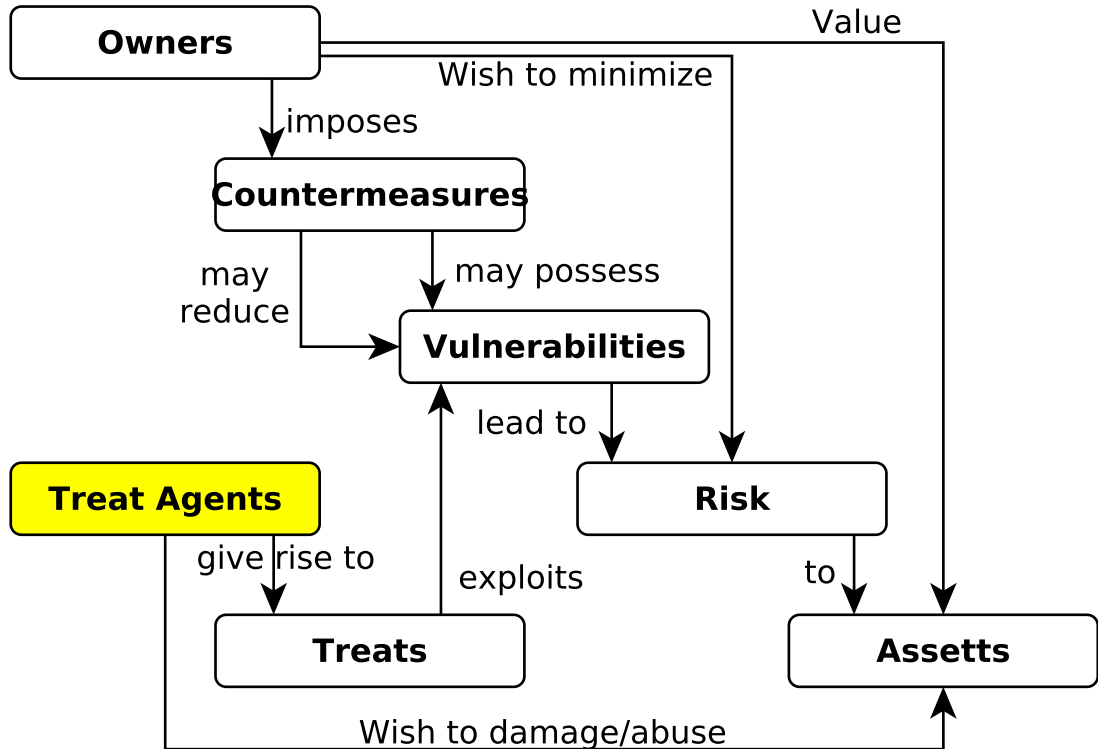 Value
Owners
Wish to minimize
imposes
Countermeasures
may
reduce
may possess
Vulnerabilities
lead to
Treat Agents
Risk
give rise to
exploits
to
Treats
Assetts
Wish to damage/abuse